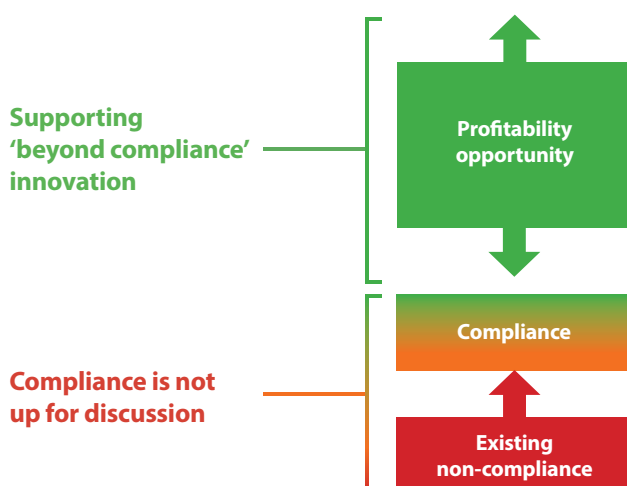 Supporting
‘beyond compliance’
innovation
Profitability
opportunity
Compliance
Compliance is not
up for discussion
Existing
non-compliance